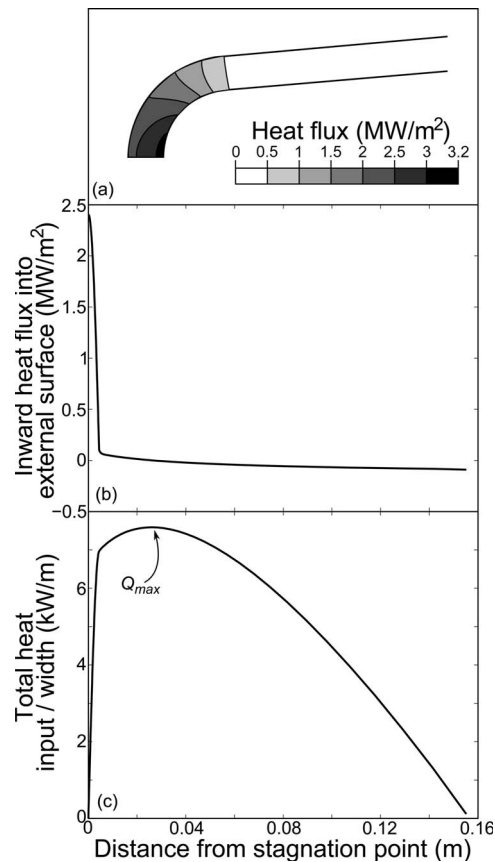 Heat flux (MW/m²)
0 0.5 1 1.5 2 2.5 3 3.2
(a)
Inward heat flux into
external surface (MW/m²)
2.5
2
1.5
1
0.5
0
−0.5
(b)
Total heat
input / width (kW/m)
6
4
2
0
Qmax
(c)
0 0.04 0.08 0.12 0.16
Distance from stagnation point (m)